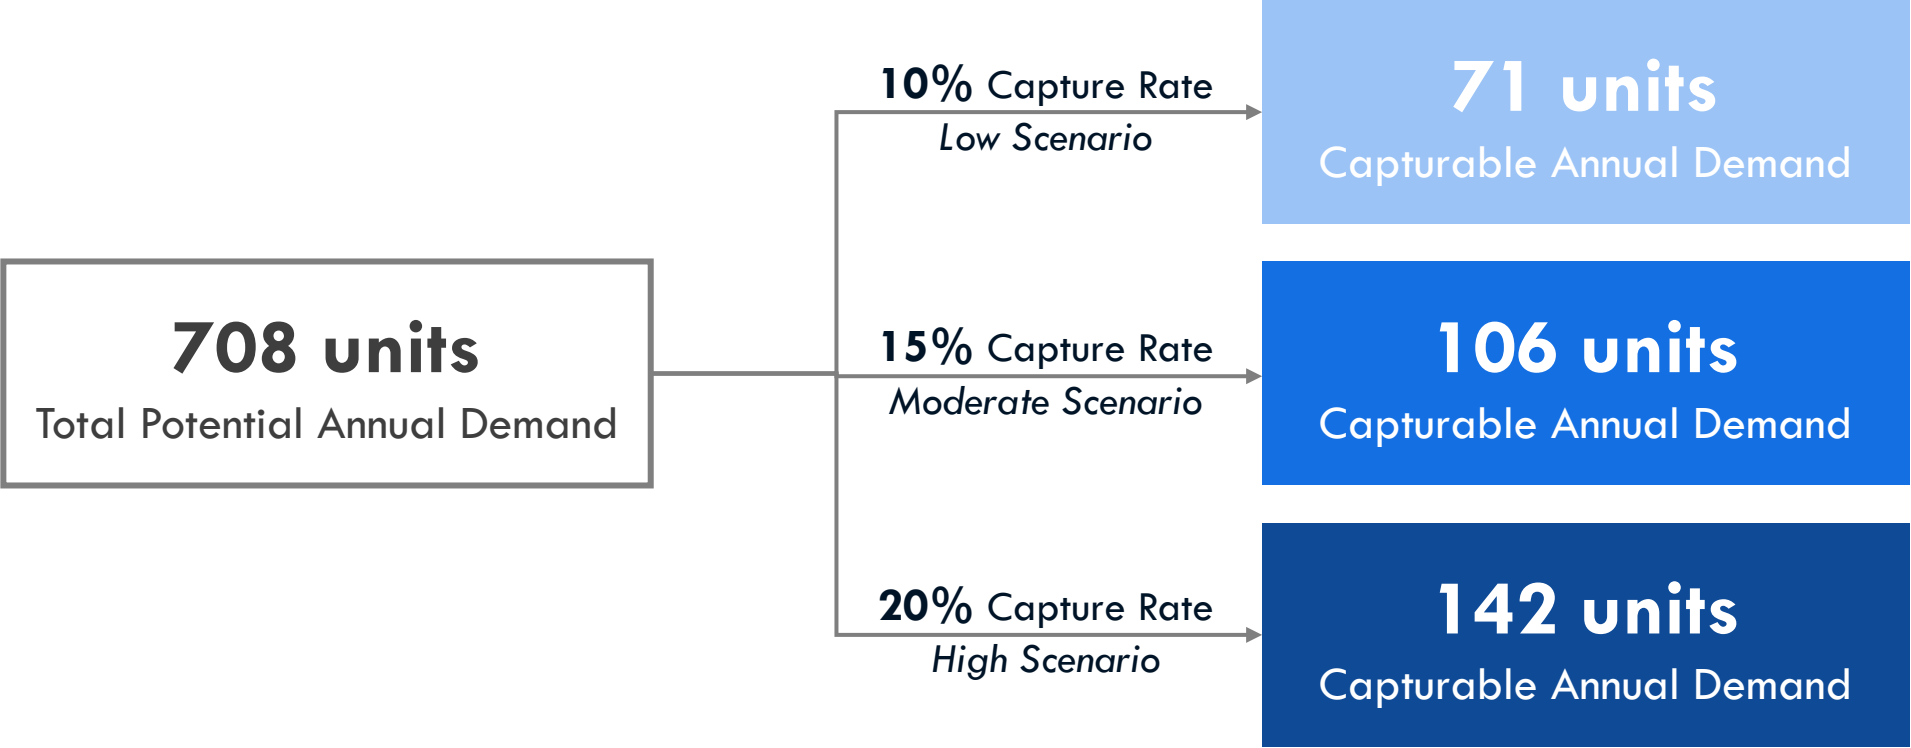 10% Capture Rate
Low Scenario
71 units
Capturable Annual Demand
708 units
Total Potential Annual Demand
15% Capture Rate
Moderate Scenario
106 units
Capturable Annual Demand
20% Capture Rate
High Scenario
142 units
Capturable Annual Demand